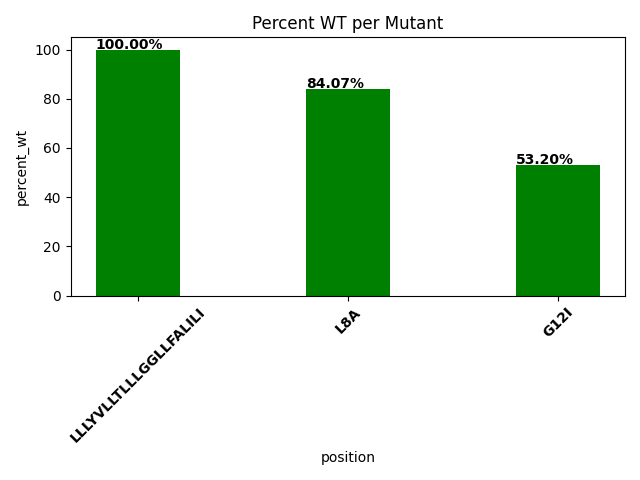 Percent WT per Mutant
percent_wt
100
80
60
40
20
0
100.00%
84.07%
53.20%
LLLYVLLTLLLGGLLFALILI
L8A
G12I
position